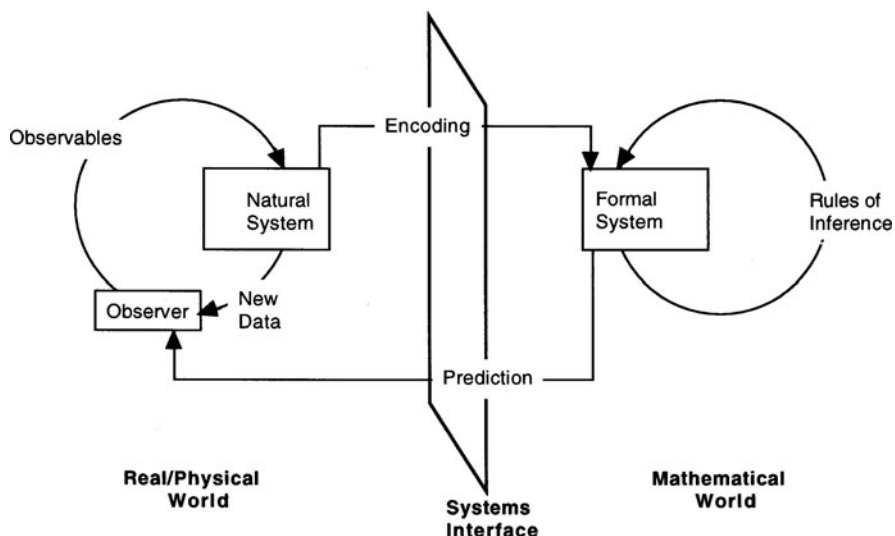 Observables
Encoding
Natural
System
Formal
System
Rules of
Inference
Observer
New
Data
Prediction
Real/Physical
World
Systems
Interface
Mathematical
World